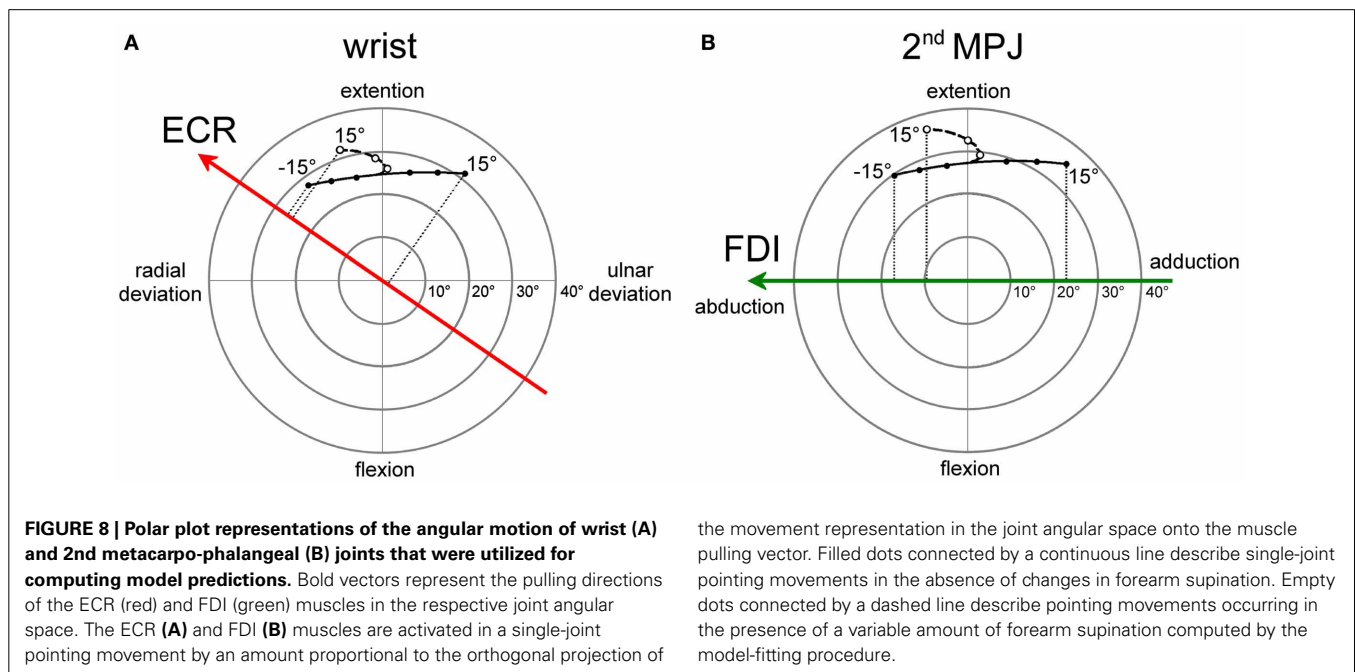 A
wrist
extention
ECR
15°
-15°
15°
radial
deviation
10°
20°
30°
40°
ulnar
deviation
flexion
B
2nd MPJ
extention
15°
-15°
15°
FDI
abduction
adduction
10°
20°
30°
40°
flexion
FIGURE 8 | Polar plot representations of the angular motion of wrist (A)
and 2nd metacarpo-phalangeal (B) joints that were utilized for
computing model predictions. Bold vectors represent the pulling directions
of the ECR (red) and FDI (green) muscles in the respective joint angular
space. The ECR (A) and FDI (B) muscles are activated in a single-joint
pointing movement by an amount proportional to the orthogonal projection of
the movement representation in the joint angular space onto the muscle
pulling vector. Filled dots connected by a continuous line describe single-joint
pointing movements in the absence of changes in forearm supination. Empty
dots connected by a dashed line describe pointing movements occurring in
the presence of a variable amount of forearm supination computed by the
model-fitting procedure.